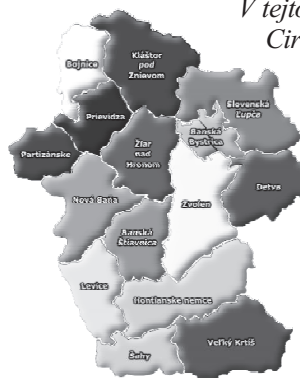 V tejto
Cir
Kláštor
pod
Znievom
Bojnice
Slovenská
Ľupča
Prievidza
Banská
Bystrica
Partizánske
Žiar
nad
Hronom
Detva
Nová Baňa
Zvolen
Banská
Štiavnica
Levice
Hontianske nemce
Šahy
Veľký Krtíš